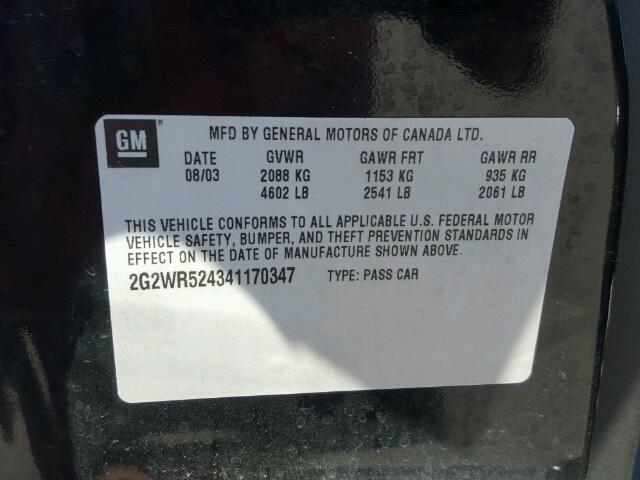 GM ®
MFD BY GENERAL MOTORS OF CANADA LTD.
DATE GVWR GAWR FRT GAWR RR
08/03 2088 KG 1153 KG 935 KG
4602 LB 2541 LB 2061 LB
THIS VEHICLE CONFORMS TO ALL APPLICABLE U.S. FEDERAL MOTOR
VEHICLE SAFETY, BUMPER, AND THEFT PREVENTION STANDARDS IN
EFFECT ON THE DATE OF MANUFACTURE SHOWN ABOVE.
2G2WR524341170347 TYPE: PASS CAR